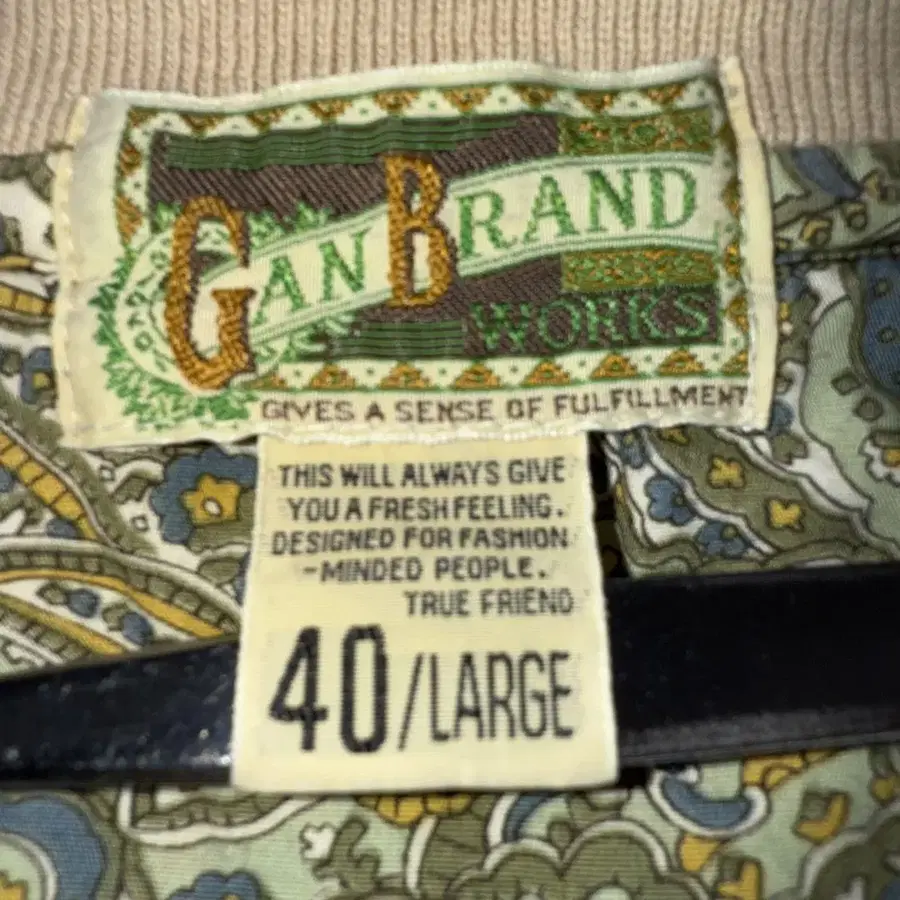 GAN BRAND
WORKS
GIVES A SENSE OF FULFILLMENT
THIS WILL ALWAYS GIVE
YOU A FRESH FEELING.
DESIGNED FOR FASHION
-MINDED PEOPLE.
TRUE FRIEND
40/LARGE